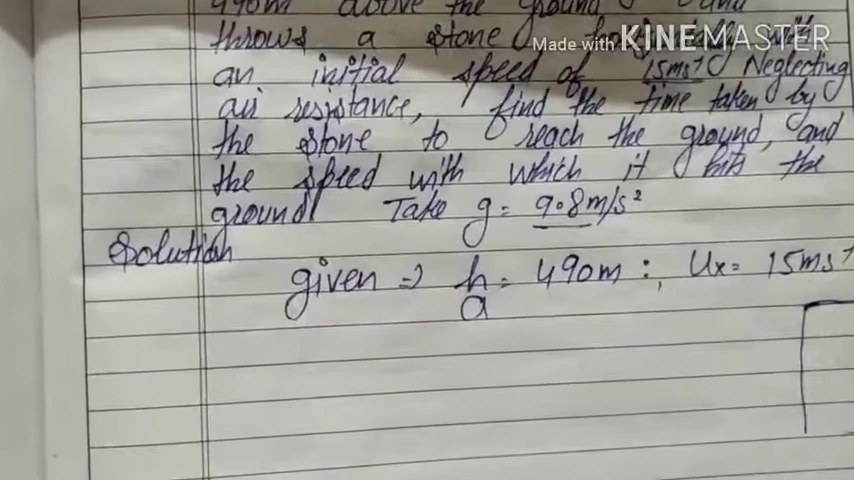 490m above the ground
throws a stone horizontally with
Made with KINEMASTER
an initial speed of 15ms⁻¹ Neglecting
air resistance, find the time taken by
the stone to reach the ground, and
the speed with which it hits the
ground Take g = 9.8m/s²
Solution
given => h = 490m ; Ux = 15ms⁻¹
a